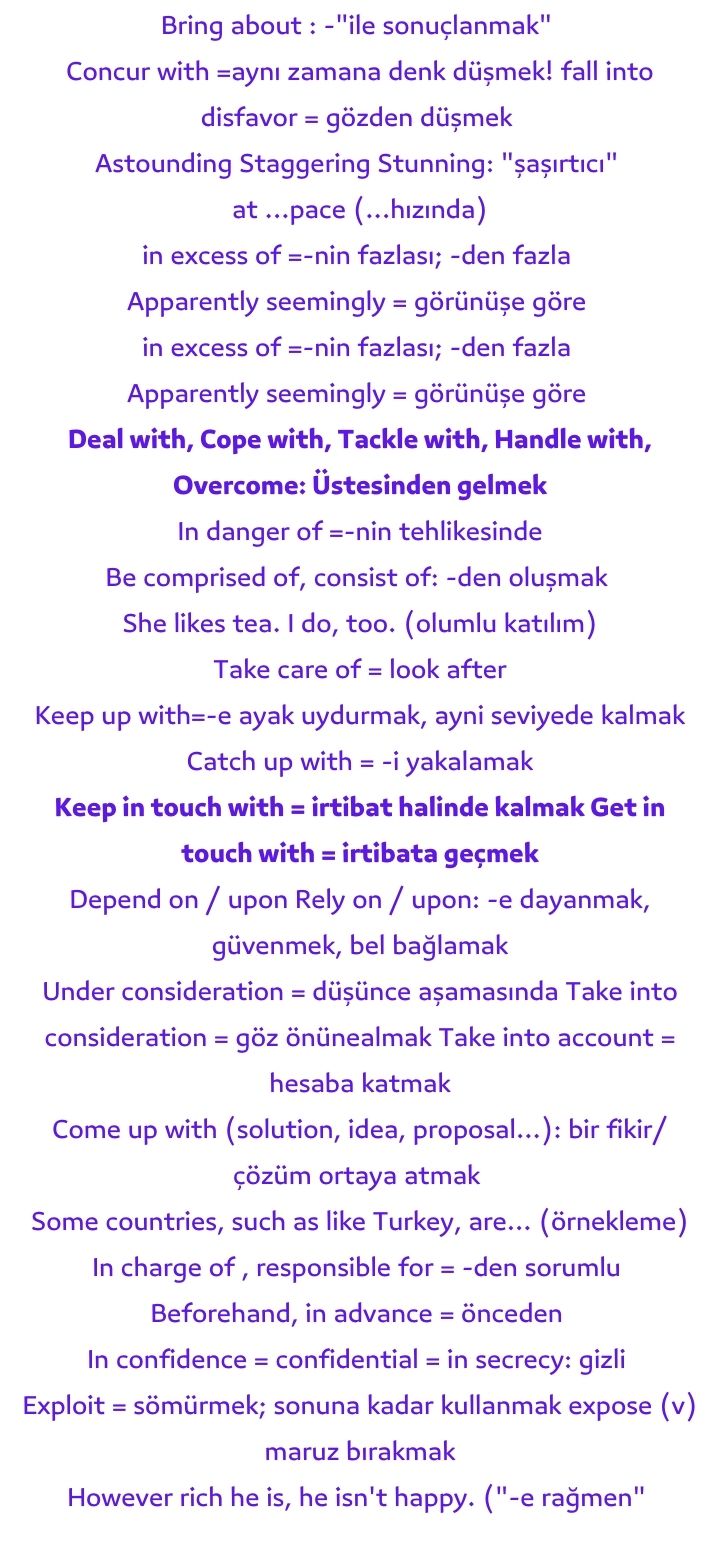 Bring about : -"ile sonuçlanmak"
Concur with =aynı zamana denk düşmek! fall into
disfavor = gözden düşmek
Astounding Staggering Stunning: "şaşırtıcı"
at ...pace (...hızında)
in excess of =-nin fazlası; -den fazla
Apparently seemingly = görünüşe göre
in excess of =-nin fazlası; -den fazla
Apparently seemingly = görünüşe göre
Deal with, Cope with, Tackle with, Handle with,
Overcome: Üstesinden gelmek
In danger of =-nin tehlikesinde
Be comprised of, consist of: -den oluşmak
She likes tea. I do, too. (olumlu katılım)
Take care of = look after
Keep up with=-e ayak uydurmak, ayni seviyede kalmak
Catch up with = -i yakalamak
Keep in touch with = irtibat halinde kalmak Get in
touch with = irtibata geçmek
Depend on / upon Rely on / upon: -e dayanmak,
güvenmek, bel bağlamak
Under consideration = düşünce aşamasında Take into
consideration = göz önünealmak Take into account =
hesaba katmak
Come up with (solution, idea, proposal...): bir fikir/
çözüm ortaya atmak
Some countries, such as like Turkey, are... (örnekleme)
In charge of , responsible for = -den sorumlu
Beforehand, in advance = önceden
In confidence = confidential = in secrecy: gizli
Exploit = sömürmek; sonuna kadar kullanmak expose (v)
maruz bırakmak
However rich he is, he isn't happy. ("-e rağmen"